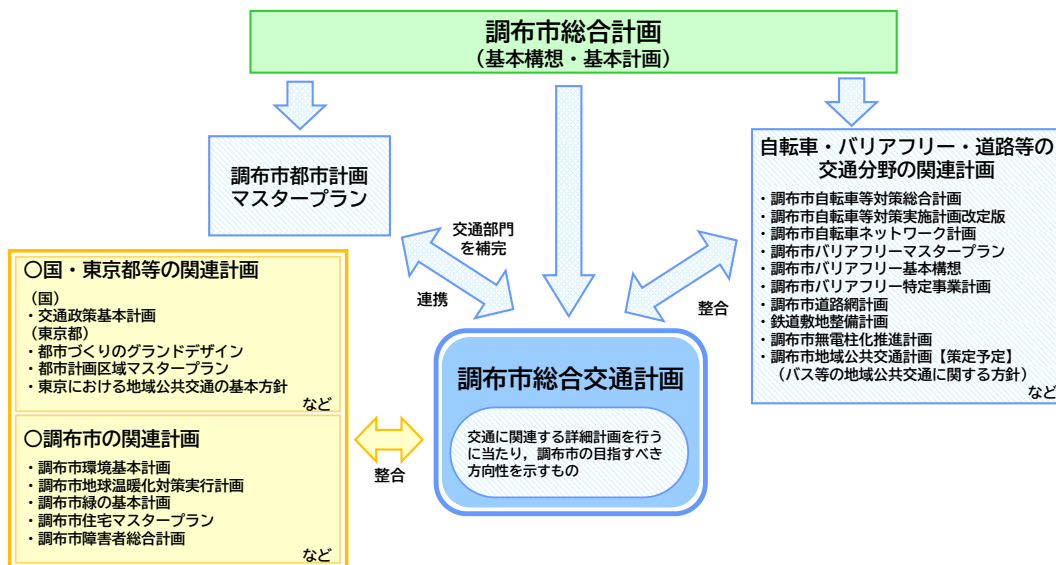 調布市総合計画
（基本構想・基本計画）
調布市都市計画
マスタープラン
自転車・バリアフリー・道路等の
交通分野の関連計画
・調布市自転車等対策総合計画
・調布市自転車等対策実施計画改定版
・調布市自転車ネットワーク計画
・調布市バリアフリーマスタープラン
・調布市バリアフリー基本構想
・調布市バリアフリー特定事業計画
・調布市道路網計画
・鉄道敷地整備計画
・調布市無電柱化推進計画
・調布市地域公共交通計画【策定予定】
（バス等の地域公共交通に関する方針）
など
交通部門
を補完
連携
整合
〇国・東京都等の関連計画
（国）
・交通政策基本計画
（東京都）
・都市づくりのグランドデザイン
・都市計画区域マスタープラン
・東京における地域公共交通の基本方針
など
〇調布市の関連計画
・調布市環境基本計画
・調布市地球温暖化対策実行計画
・調布市緑の基本計画
・調布市住宅マスタープラン
・調布市障害者総合計画
など
整合
調布市総合交通計画
交通に関連する詳細計画を行う
に当たり，調布市の目指すべき
方向性を示すもの